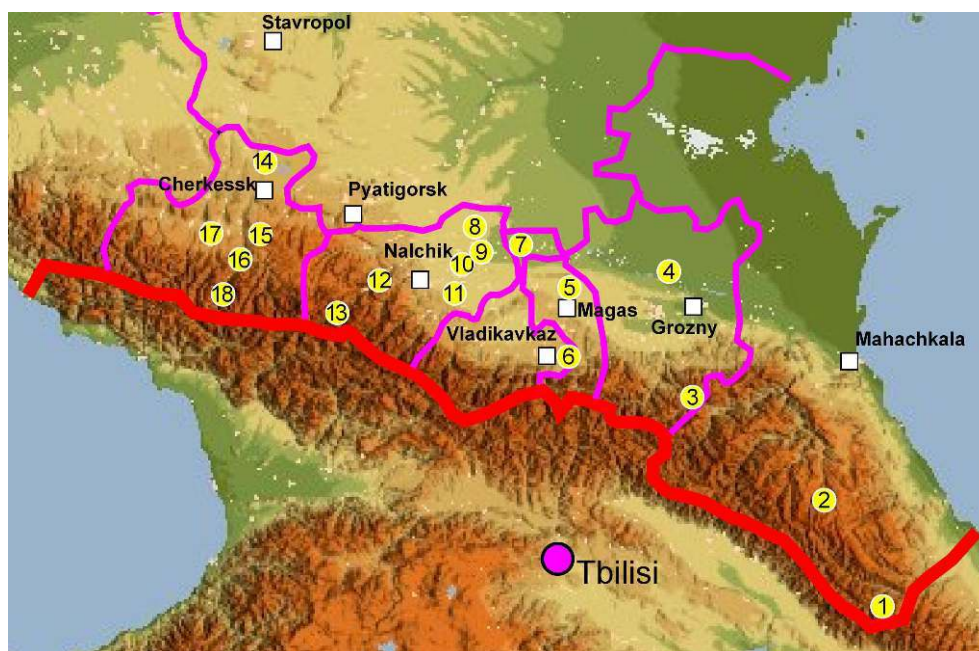 Stavropol
14
Cherkessk
Pyatigorsk
17
15
8
7
Nalchik
9
16
10
4
12
5
11
18
13
Magas
Grozny
Vladikavkaz
6
Mahachkala
3
2
Tbilisi
1